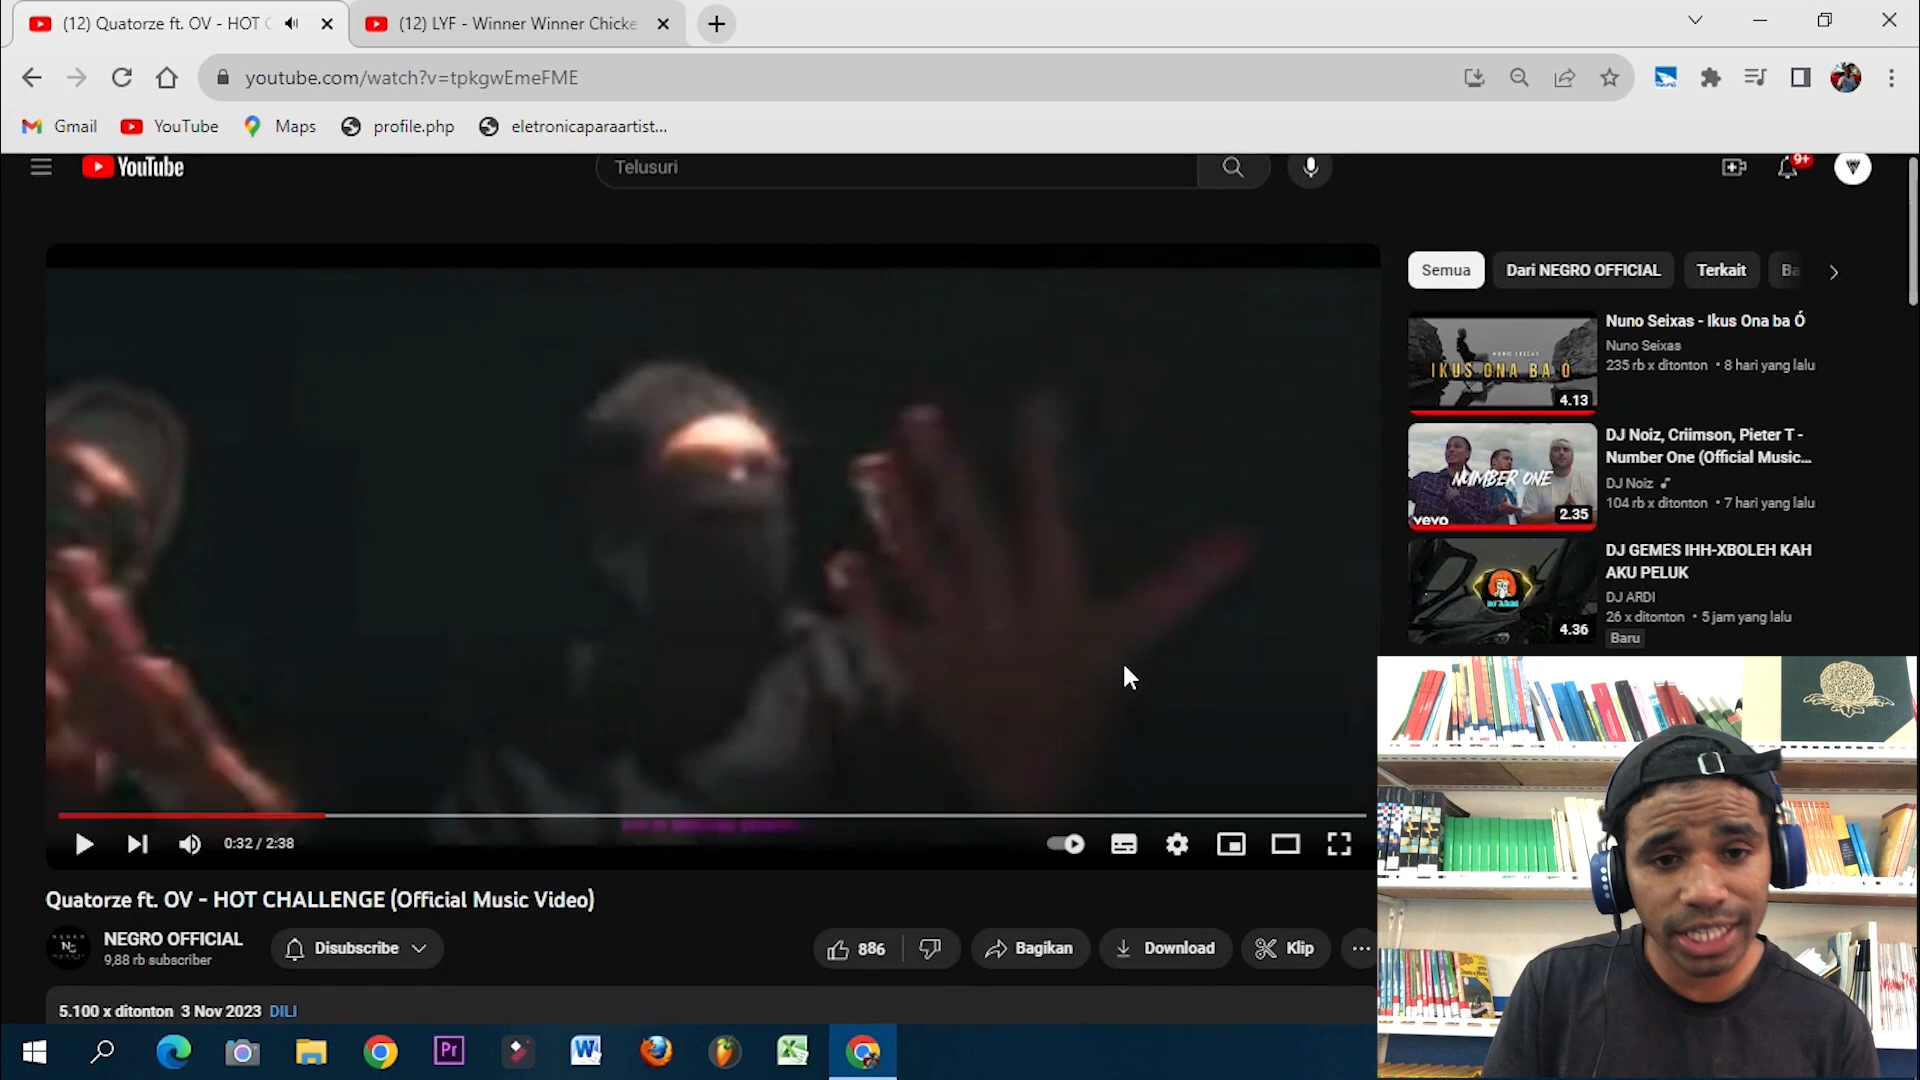 (12) Quatorze ft. OV - HOT C
(12) LYF - Winner Winner Chicke
youtube.com/watch?v=tpkgwEmeFME
Gmail
YouTube
Maps
profile.php
eletronicaparaartist...
YouTube
Telusuri
9+
Semua
Dari NEGRO OFFICIAL
Terkait
Ba
NUNO SEIXAS
IKUS ONA BA Ó
4.13
Nuno Seixas - Ikus Ona ba Ó
Nuno Seixas
235 rb x ditonton • 8 hari yang lalu
NUMBER ONE
vevo
2.35
DJ Noiz, Criimson, Pieter T -
Number One (Official Music...
DJ Noiz
104 rb x ditonton • 7 hari yang lalu
DJ ARDI
4.36
DJ GEMES IHH-XBOLEH KAH
AKU PELUK
DJ ARDI
26 x ditonton • 5 jam yang lalu
Baru
0:32 / 2:38
Quatorze ft. OV - HOT CHALLENGE (Official Music Video)
NEGRO OFFICIAL
9,88 rb subscriber
Disubscribe
886
Bagikan
Download
Klip
5.100 x ditonton 3 Nov 2023 DILI
Pr